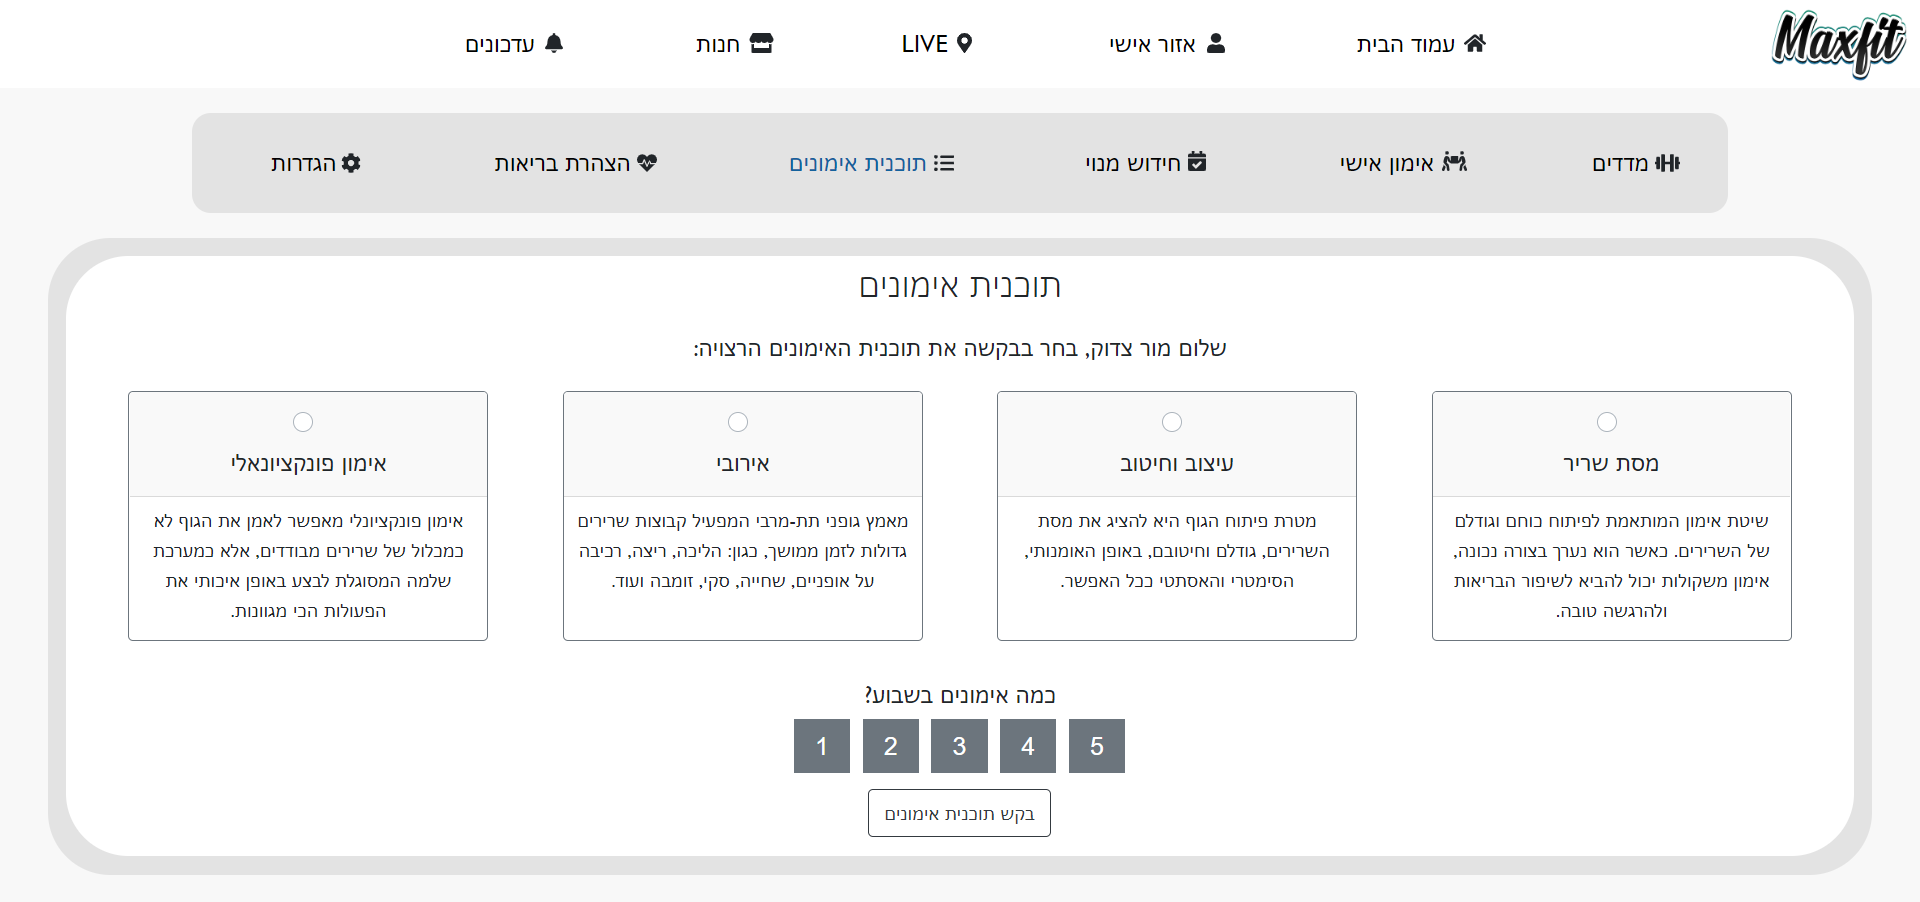 Maxfit
עמוד הבית
אזור אישי
LIVE
חנות
עדכונים
מדדים
אימון אישי
חידוש מנוי
תוכנית אימונים
הצהרת בריאות
הגדרות
תוכנית אימונים
שלום מור צדוק, בחר בבקשה את תוכנית האימונים הרצויה:
מסת שריר
שיטת אימון המותאמת לפיתוח כוחם וגודלם
של השרירים. כאשר הוא נערך בצורה נכונה,
אימון משקולות יכול להביא לשיפור הבריאות
ולהרגשה טובה.
עיצוב וחיטוב
מטרת פיתוח הגוף היא להציג את מסת
השרירים, גודלם וחיטובם, באופן האומנותי,
הסימטרי והאסתטי ככל האפשר.
אירובי
מאמץ גופני תת-מרבי המפעיל קבוצות שרירים
גדולות לזמן ממושך, כגון: הליכה, ריצה, רכיבה
על אופניים, שחייה, סקי, זומבה ועוד.
אימון פונקציונאלי
אימון פונקציונלי מאפשר לאמן את הגוף לא
כמכלול של שרירים מבודדים, אלא כמערכת
שלמה המסוגלת לבצע באופן איכותי את
הפעולות הכי מגוונות.
כמה אימונים בשבוע?
1 2 3 4 5
בקש תוכנית אימונים